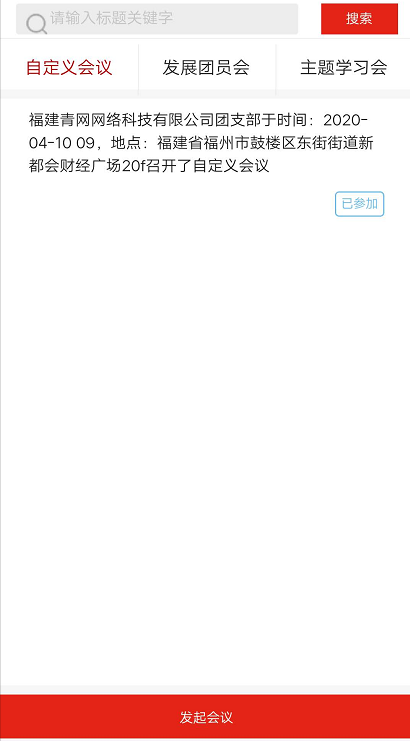 请输入标题关键字 搜索
自定义会议 发展团员会 主题学习会
福建青网网络科技有限公司团支部于时间：2020-
04-10 09，地点：福建省福州市鼓楼区东街街道新
都会财经广场20f召开了自定义会议
已参加
发起会议